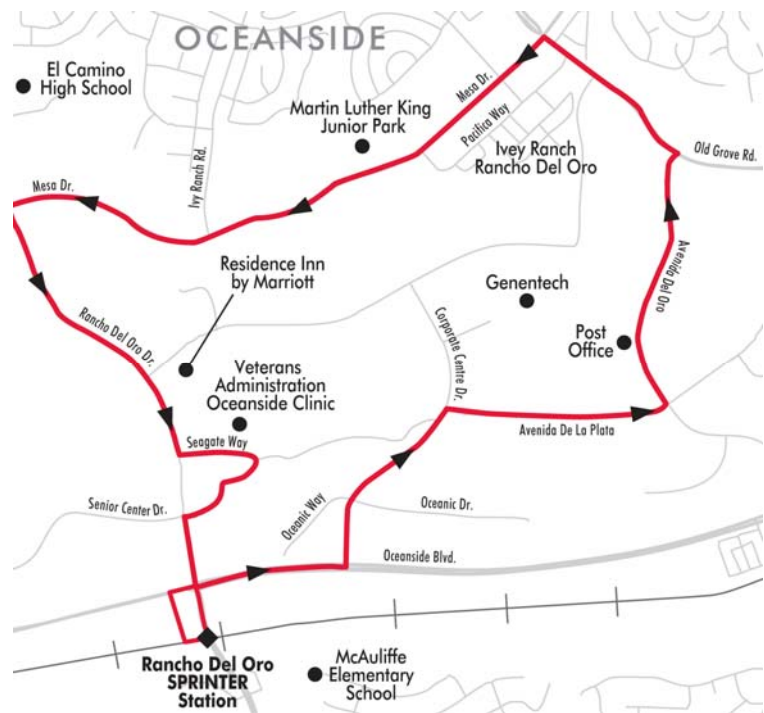 OCEANSIDE
El Camino
High School
Mesa Dr.
Martin Luther King
Junior Park
Pacifica Way
Ivey Ranch
Rancho Del Oro
Old Grove Rd.
Ivy Ranch Rd.
Mesa Dr.
Residence Inn
by Marriott
Genentech
Avenida Del Oro
Rancho Del Oro Dr.
Corporate Centre Dr.
Post
Office
Veterans
Administration
Oceanside Clinic
Seagate Way
Avenida De La Plata
Senior Center Dr.
Oceanic Way
Oceanic Dr.
Oceanside Blvd.
Rancho Del Oro
SPRINTER
Station
McAuliffe
Elementary
School